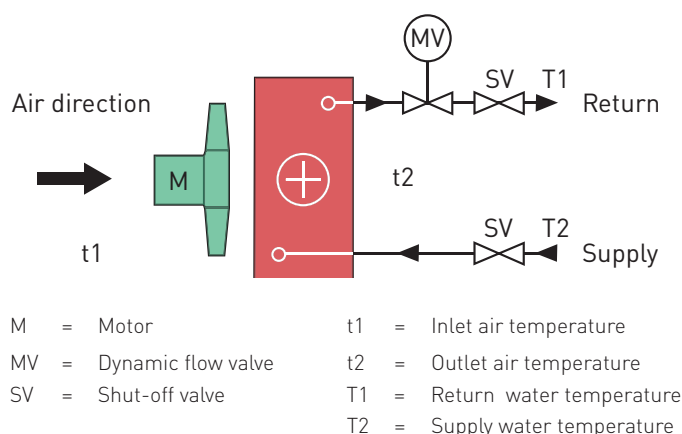 MV
SV T1
Air direction Return
M
t2
SV T2
t1 Supply
M = Motor t1 = Inlet air temperature
MV = Dynamic flow valve t2 = Outlet air temperature
SV = Shut-off valve T1 = Return water temperature
T2 = Supply water temperature